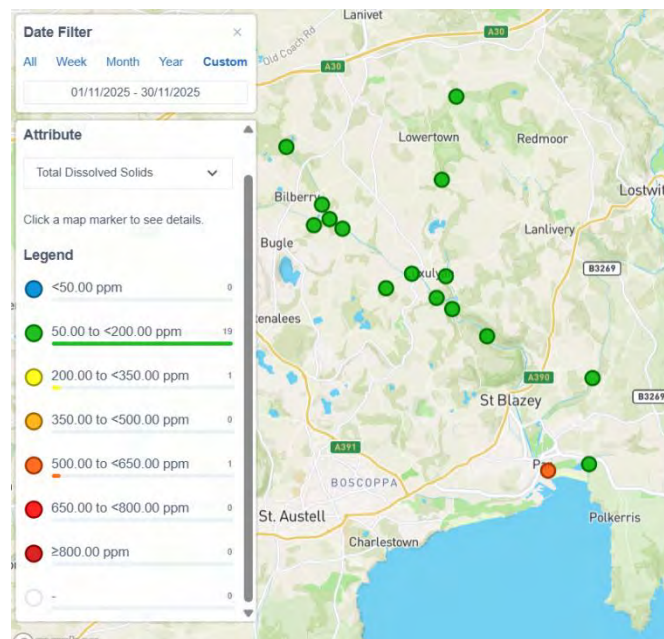 Date Filter ×
All Week Month Year Custom
01/11/2025 - 30/11/2025
Attribute
Total Dissolved Solids
Click a map marker to see details.
Legend
<50.00 ppm 0
50.00 to <200.00 ppm 19
200.00 to <350.00 ppm 1
350.00 to <500.00 ppm 0
500.00 to <650.00 ppm 1
650.00 to <800.00 ppm 0
≥800.00 ppm 0
- 0
Lanivet
A30
Old Coach Rd
A30
Lowertown
Redmoor
Bilberry
Lostwit
Lanlivery
Bugle
B3269
xuly
enalees
A390
B3269
St Blazey
A391
BOSCOPPA
St. Austell
Polkerris
Charlestown